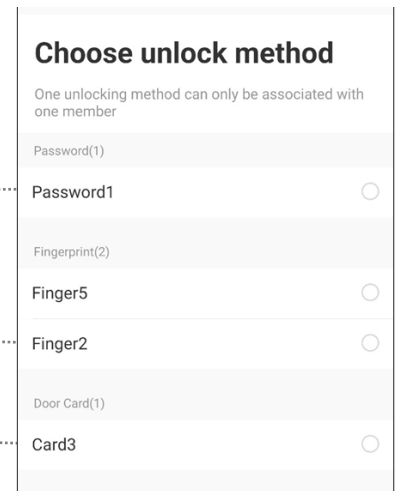 Choose unlock method
One unlocking method can only be associated with
one member
Password(1)
Password1
Fingerprint(2)
Finger5
Finger2
Door Card(1)
Card3